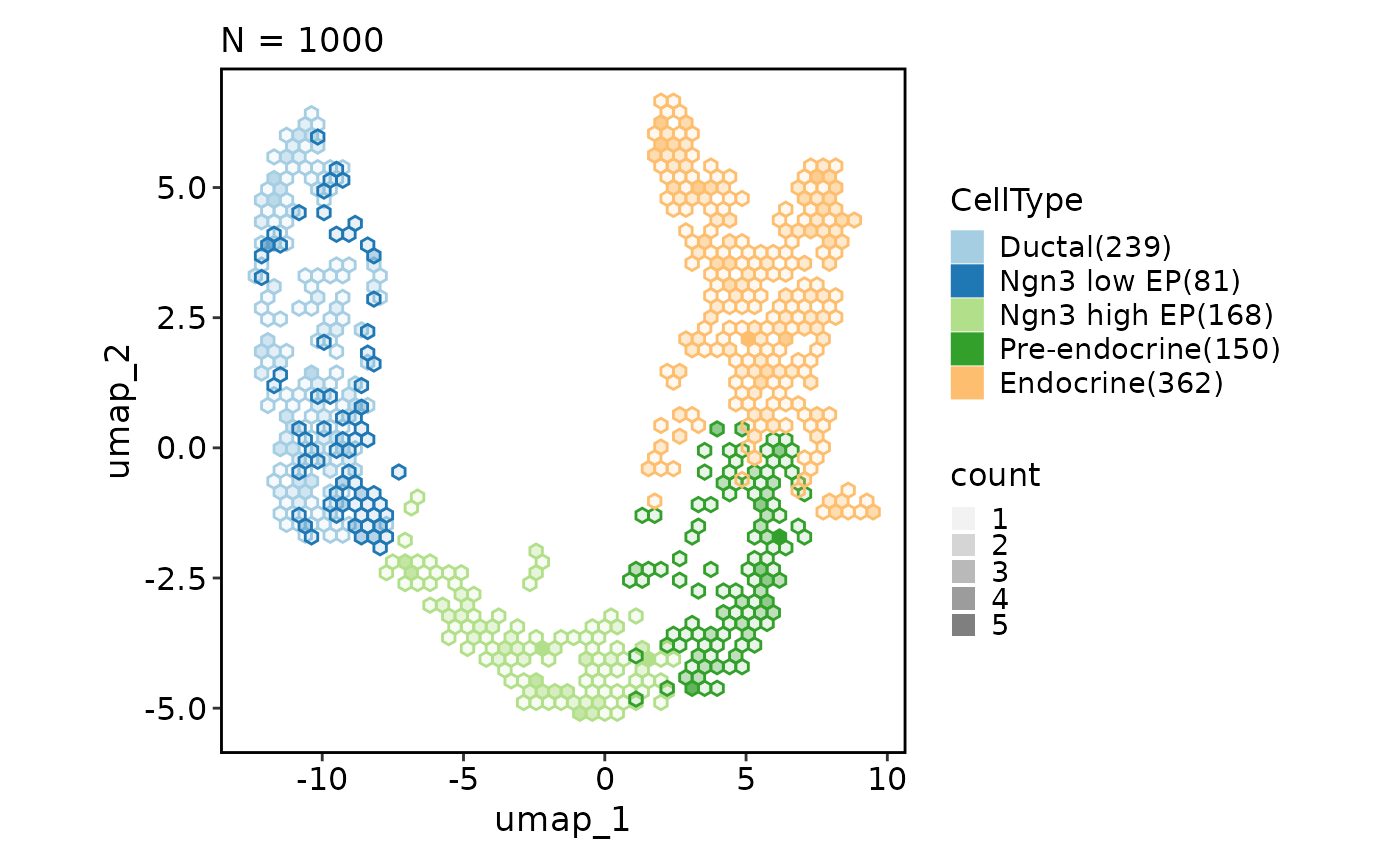 N = 1000
5.0
2.5
0.0
-2.5
-5.0
umap_2
-10
-5
0
5
10
umap_1
CellType
Ductal(239)
Ngn3 low EP(81)
Ngn3 high EP(168)
Pre-endocrine(150)
Endocrine(362)
count
1
2
3
4
5